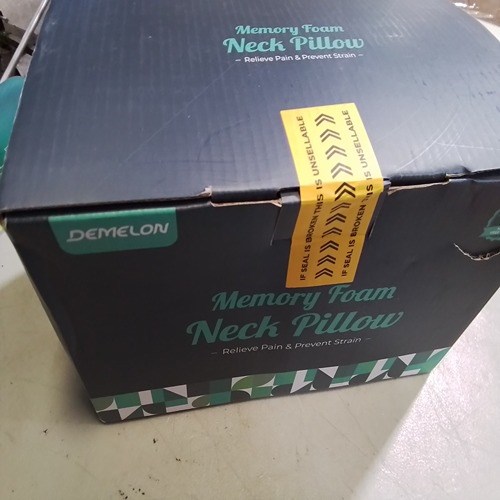 Memory Foam
Neck Pillow
– Relieve Pain & Prevent Strain –
IF SEAL IS BROKEN THIS IS UNSELLABLE
IF SEAL IS BROKEN THIS IS UNSELLABLE
DEMELON
Memory Foam
Neck Pillow
– Relieve Pain & Prevent Strain –